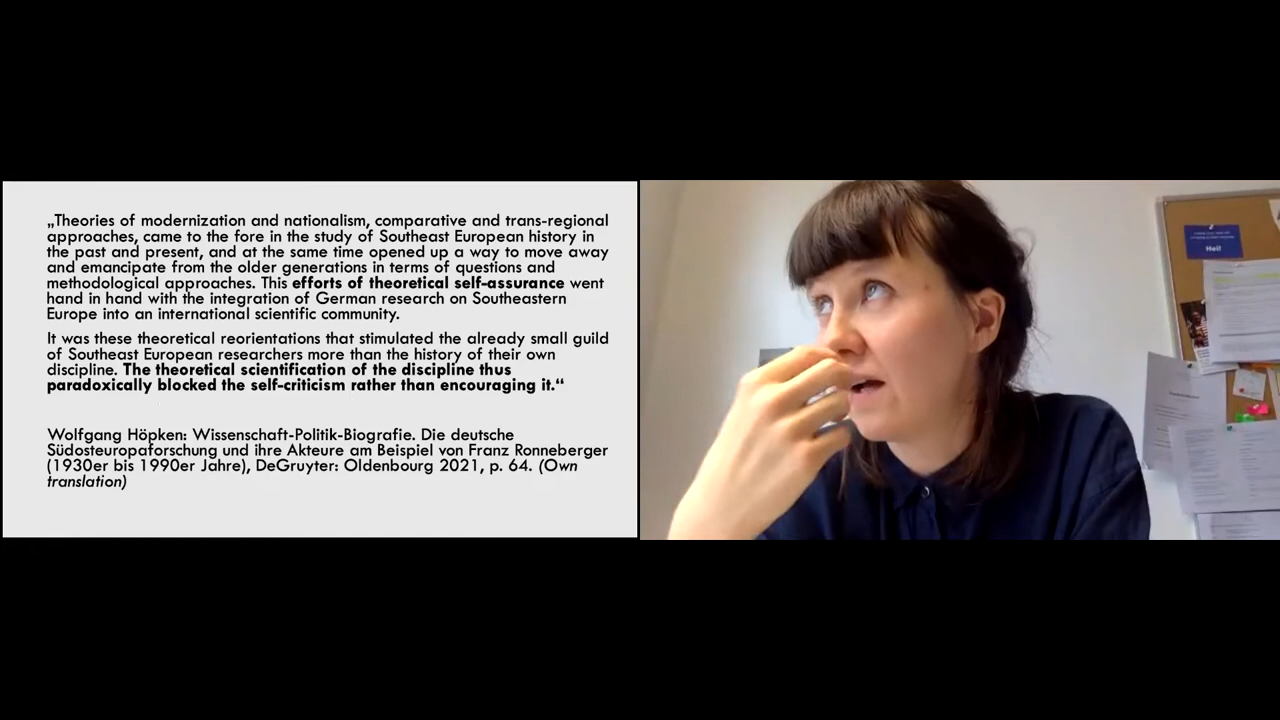 „Theories of modernization and nationalism, comparative and trans-regional
approaches, came to the fore in the study of Southeast European history in
the past and present, and at the same time opened up a way to move away
and emancipate from the older generations in terms of questions and
methodological approaches. This efforts of theoretical self-assurance went
hand in hand with the integration of German research on Southeastern
Europe into an international scientific community.
It was these theoretical reorientations that stimulated the already small guild
of Southeast European researchers more than the history of their own
discipline. The theoretical scientification of the discipline thus
paradoxically blocked the self-criticism rather than encouraging it.“
Wolfgang Höpken: Wissenschaft-Politik-Biografie. Die deutsche
Südosteuropaforschung und ihre Akteure am Beispiel von Franz Ronneberger
(1930er bis 1990er Jahre), DeGruyter: Oldenbourg 2021, p. 64. (Own
translation)
Hei!